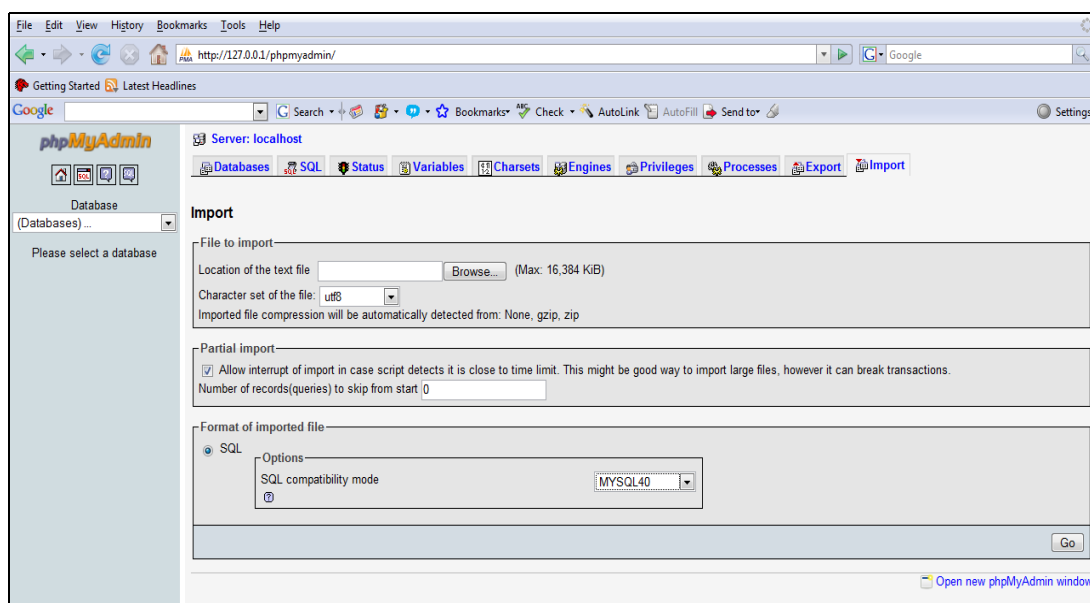 File Edit View History Bookmarks Tools Help
PMA http://127.0.0.1/phpmyadmin/ G Google
Getting Started Latest Headlines
Google G Search Bookmarks ABC Check AutoLink AutoFill Send to Settings
phpMyAdmin
SQL
Database
(Databases) ...
Please select a database
Server: localhost
Databases SQL Status Variables Charsets Engines Privileges Processes Export Import
Import
File to import
Location of the text file Browse... (Max: 16,384 KiB)
Character set of the file: utf8
Imported file compression will be automatically detected from: None, gzip, zip
Partial import
Allow interrupt of import in case script detects it is close to time limit. This might be good way to import large files, however it can break transactions.
Number of records(queries) to skip from start 0
Format of imported file
SQL
Options
SQL compatibility mode MYSQL40
?
Go
Open new phpMyAdmin window